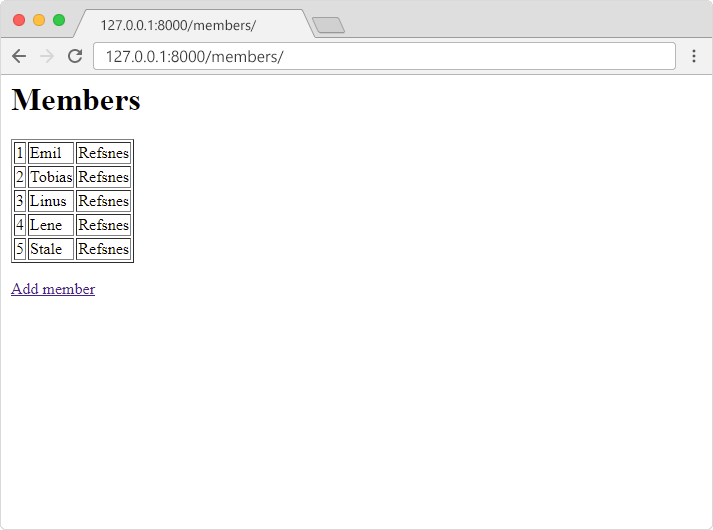 127.0.0.1:8000/members/
127.0.0.1:8000/members/
Members
1 Emil Refsnes
2 Tobias Refsnes
3 Linus Refsnes
4 Lene Refsnes
5 Stale Refsnes
Add member